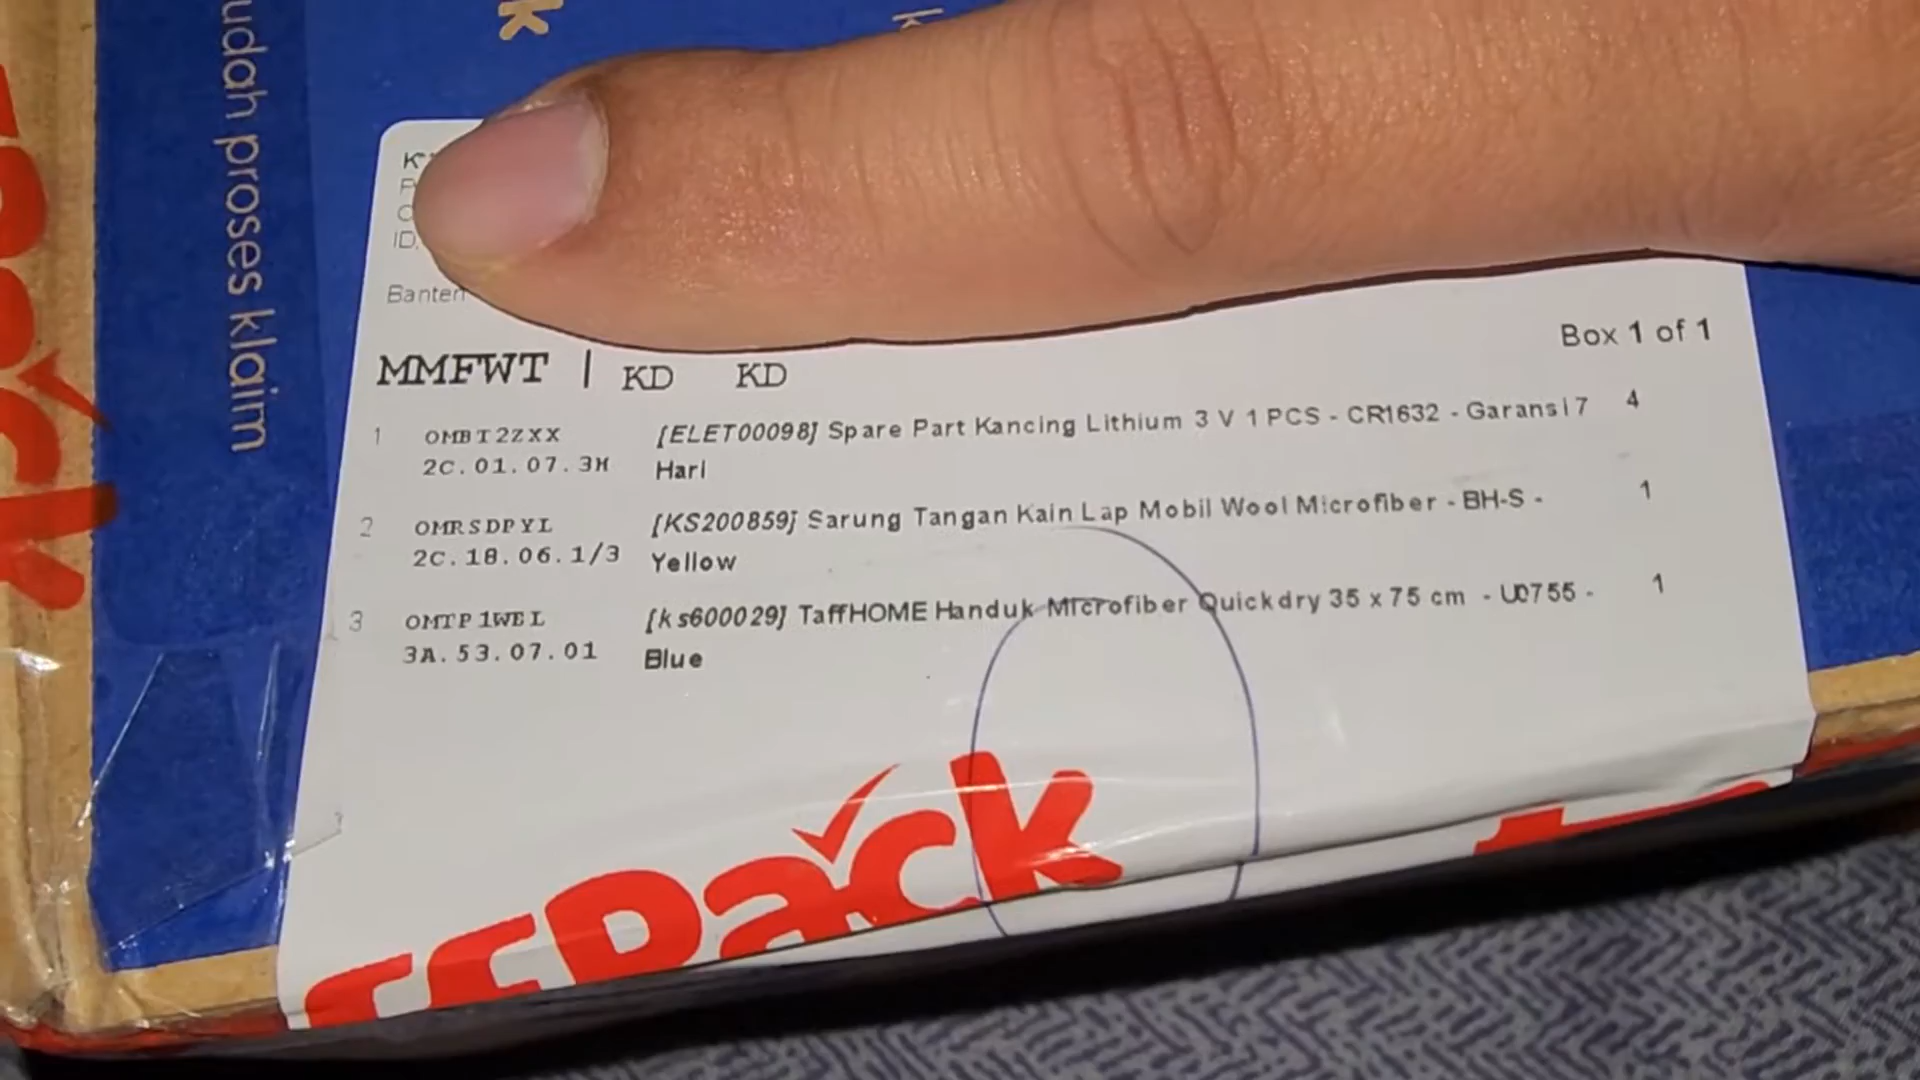 udah proses klaim
k
Banten
Box 1 of 1
MMFWT | KD KD
1 OMBT2ZXX [ELET00098] Spare Part Kancing Lithium 3 V 1 PCS - CR1632 - Garansi 7 4
2C.01.07.3H Hari
2 OMRSDPYL [KS200859] Sarung Tangan Kain Lap Mobil Wool Microfiber - BH-S - 1
2C.18.06.1/3 Yellow
3 OMTP1WEL [ks600029] TaffHOME Handuk Microfiber Quickdry 35 x 75 cm - U0755 - 1
3A.53.07.01 Blue
Pack